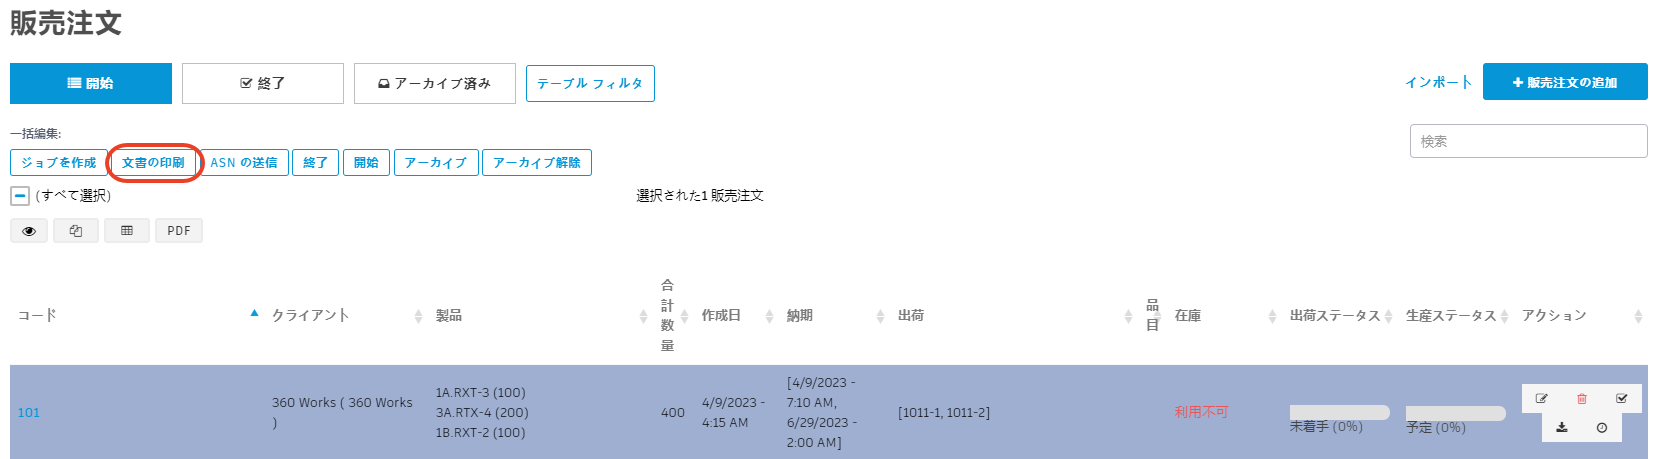 販売注文
開始 終了 アーカイブ済み テーブル フィルタ インポート + 販売注文の追加
一括編集:
検索
ジョブを作成 文書の印刷 ASN の送信 終了 開始 アーカイブ アーカイブ解除
(すべて選択) 選択された1 販売注文
PDF
コード クライアント 製品 合計数量 作成日 納期 出荷 品目 在庫 出荷ステータス 生産ステータス アクション
101 360 Works ( 360 Works
)
1A.RXT-3 (100)
3A.RTX-4 (200)
1B.RXT-2 (100)
400
4/9/2023 -
4:15 AM
[4/9/2023 -
7:10 AM,
6/29/2023 -
2:00 AM]
[1011-1, 1011-2]
利用不可
未着手 (0%)
予定 (0%)